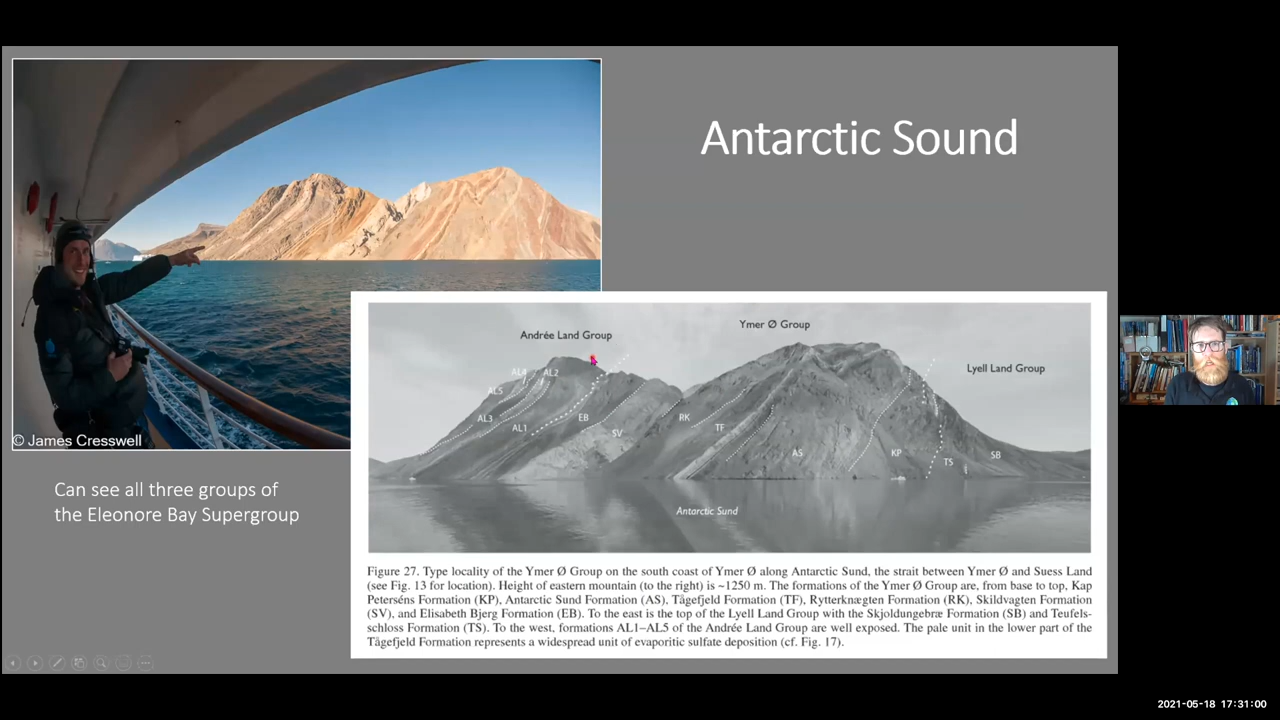 Antarctic Sound
© James Cresswell
Can see all three groups of
the Eleonore Bay Supergroup
Andrée Land Group
Ymer Ø Group
Lyell Land Group
AL4
AL2
AL5
AL3
AL1
EB
SV
RK
TF
AS
KP
TS
SB
Antarctic Sund
Figure 27. Type locality of the Ymer Ø Group on the south coast of Ymer Ø along Antarctic Sund, the strait between Ymer Ø and Suess Land
(see Fig. 13 for location). Height of eastern mountain (to the right) is ~1250 m. The formations of the Ymer Ø Group are, from base to top, Kap
Peterséns Formation (KP), Antarctic Sund Formation (AS), Tågefjeld Formation (TF), Rytterknægten Formation (RK), Skildvagten Formation
(SV), and Elisabeth Bjerg Formation (EB). To the east is the top of the Lyell Land Group with the Skjoldungebræ Formation (SB) and Teufels-
schloss Formation (TS). To the west, formations AL1–AL5 of the Andrée Land Group are well exposed. The pale unit in the lower part of the
Tågefjeld Formation represents a widespread unit of evaporitic sulfate deposition (cf. Fig. 17).
2021-05-18 17:31:00